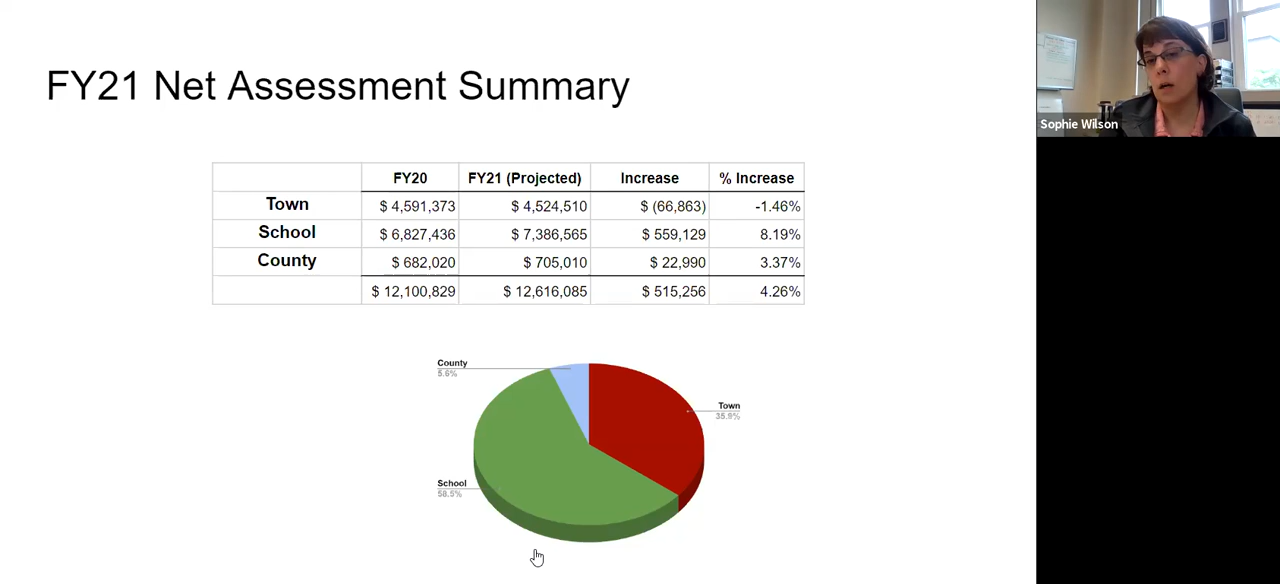 FY21 Net Assessment Summary
Sophie Wilson
FY20 FY21 (Projected) Increase % Increase
Town $ 4,591,373 $ 4,524,510 $ (66,863) -1.46%
School $ 6,827,436 $ 7,386,565 $ 559,129 8.19%
County $ 682,020 $ 705,010 $ 22,990 3.37%
$ 12,100,829 $ 12,616,085 $ 515,256 4.26%
County
5.6%
Town
35.9%
School
58.5%